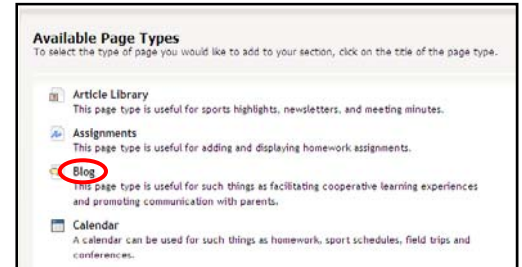 Available Page Types
To select the type of page you would like to add to your section, click on the title of the page type.
Article Library
This page type is useful for sports highlights, newsletters, and meeting minutes.
Assignments
This page type is useful for adding and displaying homework assignments.
Blog
This page type is useful for such things as facilitating cooperative learning experiences
and promoting communication with parents.
Calendar
A calendar can be used for such things as homework, sport schedules, field trips and
conferences.